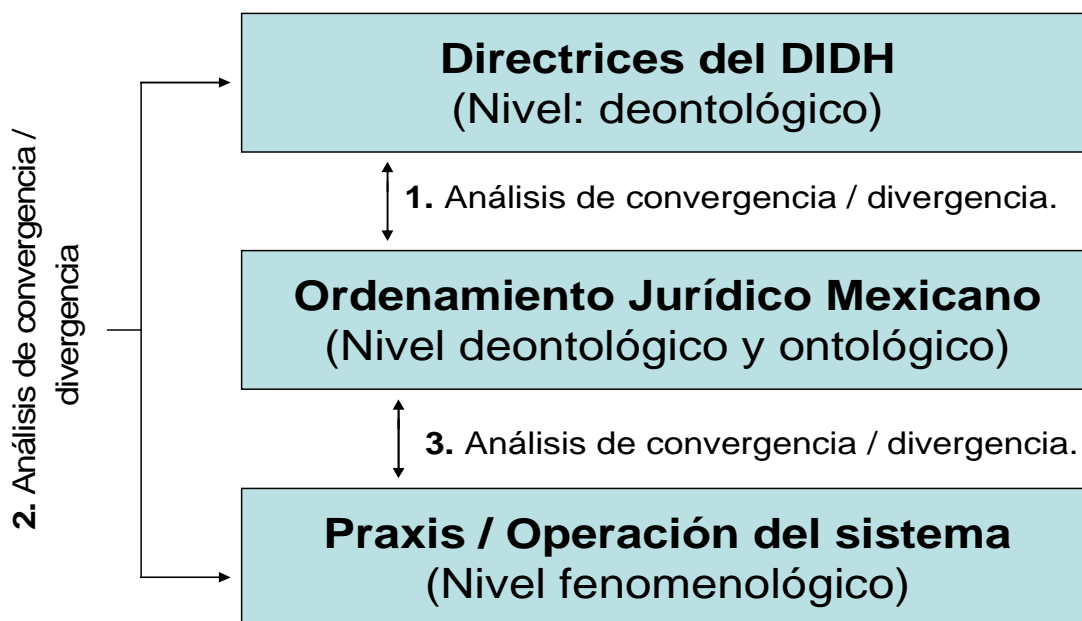 Directrices del DIDH
(Nivel: deontológico)
1. Análisis de convergencia / divergencia.
Ordenamiento Jurídico Mexicano
(Nivel deontológico y ontológico)
3. Análisis de convergencia / divergencia.
Praxis / Operación del sistema
(Nivel fenomenológico)
2. Análisis de convergencia /
divergencia